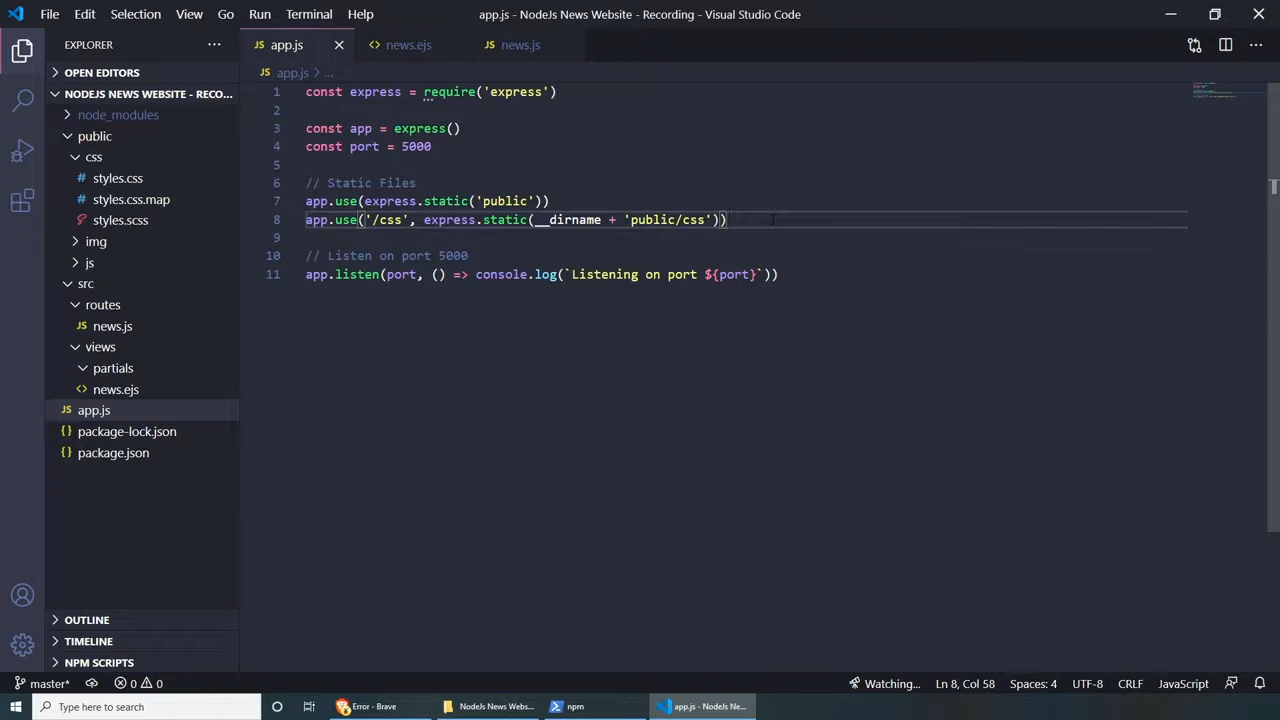 File Edit Selection View Go Run Terminal Help app.js - NodeJs News Website - Recording - Visual Studio Code
EXPLORER
app.js
news.ejs
news.js
OPEN EDITORS
NODEJS NEWS WEBSITE - RECO...
node_modules
public
css
styles.css
styles.css.map
styles.scss
img
js
src
routes
news.js
views
partials
news.ejs
app.js
package-lock.json
package.json
OUTLINE
TIMELINE
NPM SCRIPTS
app.js > ...
1 const express = require('express')
2
3 const app = express()
4 const port = 5000
5
6 // Static Files
7 app.use(express.static('public'))
8 app.use('/css', express.static(__dirname + 'public/css'))
9
10 // Listen on port 5000
11 app.listen(port, () => console.log(`Listening on port ${port}`))
master* 0 0 Watching... Ln 8, Col 58 Spaces: 4 UTF-8 CRLF JavaScript
Type here to search Error - Brave NodeJs News Webs... npm app.js - NodeJs Ne...